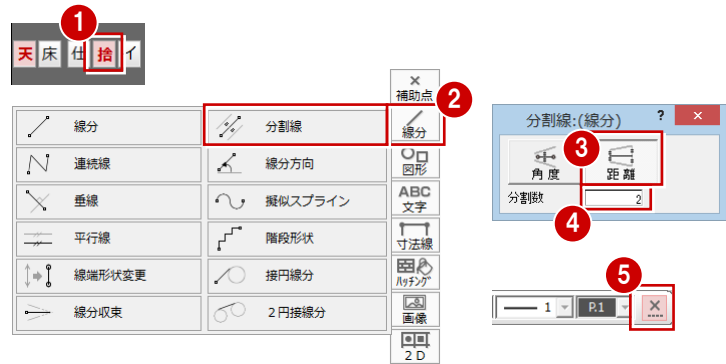 1
天 床 仕 捨 イ
×
補助点
2
線分
線分 分割線
連続線 線分方向
垂線 擬似スプライン
平行線 階段形状
線端形状変更 接円線分
線分収束 2円接線分
図形
ABC
文字
寸法線
ハッチング
画像
2D
分割線:(線分) ? ×
3
角度 距離
分割数 2
4
5
1 P.1